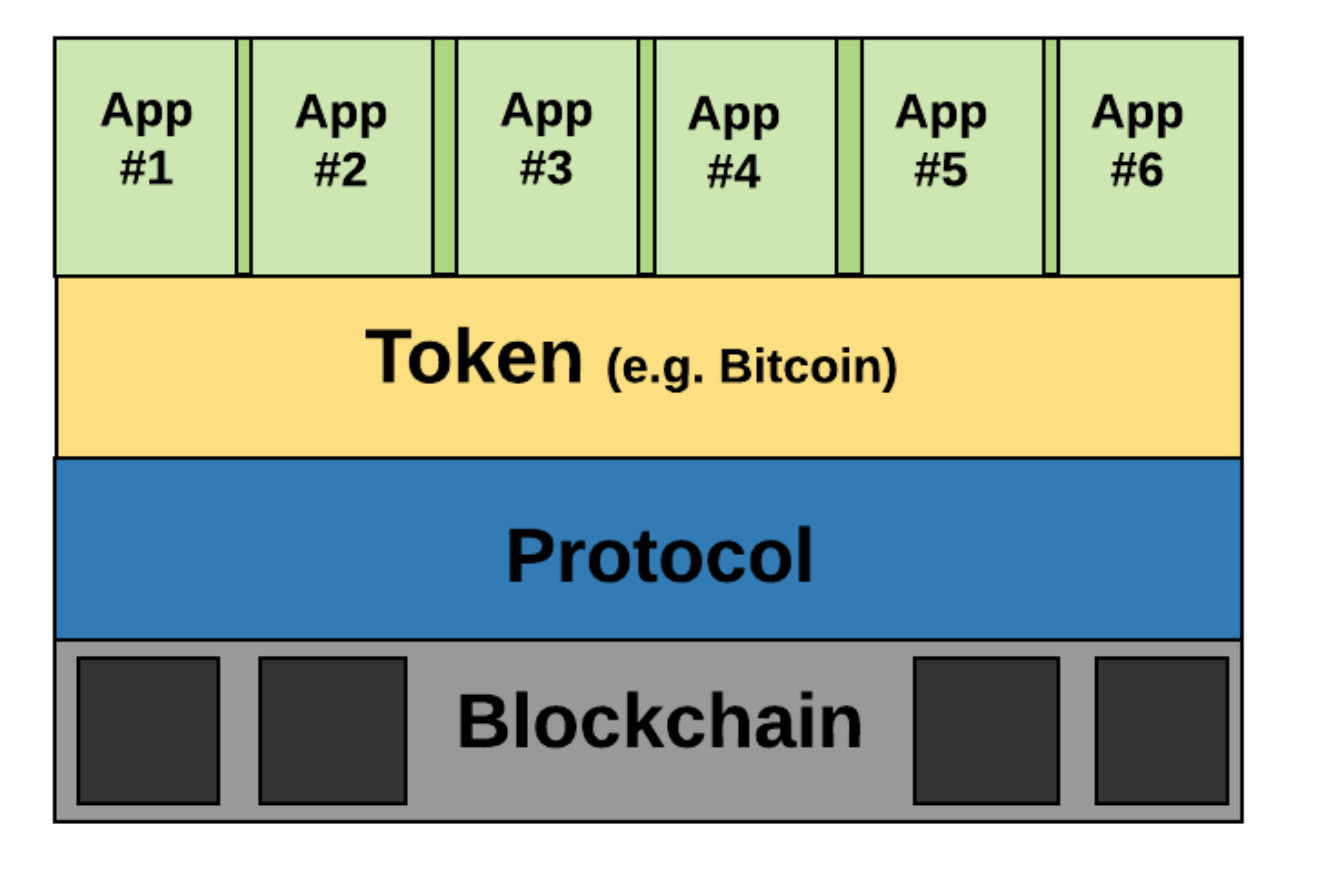 App
#1
App
#2
App
#3
App
#4
App
#5
App
#6
Token (e.g. Bitcoin)
Protocol
Blockchain